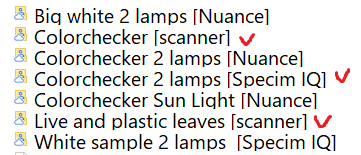 Big white 2 lamps [Nuance]
Colorchecker [scanner]
Colorchecker 2 lamps [Nuance]
Colorchecker 2 lamps [Specim IQ]
Colorchecker Sun Light [Nuance]
Live and plastic leaves [scanner]
White sample 2 lamps  [Specim IQ]